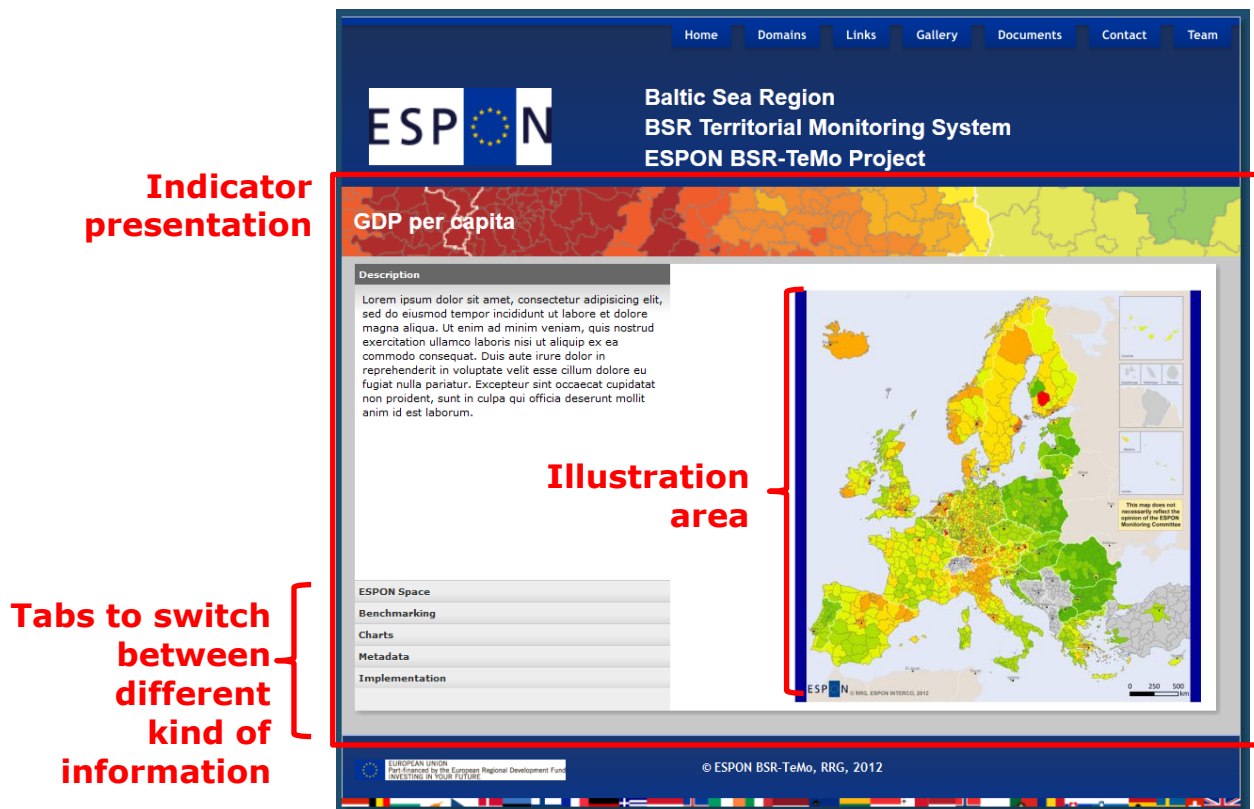 Home Domains Links Gallery Documents Contact Team
ESPON
Baltic Sea Region
BSR Territorial Monitoring System
ESPON BSR-TeMo Project
Indicator
presentation
GDP per capita
Description
Lorem ipsum dolor sit amet, consectetur adipisicing elit,
sed do eiusmod tempor incididunt ut labore et dolore
magna aliqua. Ut enim ad minim veniam, quis nostrud
exercitation ullamco laboris nisi ut aliquip ex ea
commodo consequat. Duis aute irure dolor in
reprehenderit in voluptate velit esse cillum dolore eu
fugiat nulla pariatur. Excepteur sint occaecat cupidatat
non proident, sunt in culpa qui officia deserunt mollit
anim id est laborum.
Illustration
area
This map does not
necessarily reflect the
opinion of the ESPON
Monitoring Committee
Tabs to switch
between
different
kind of
information
ESPON Space
Benchmarking
Charts
Metadata
Implementation
ESPON © RRG, ESPON INTERCO, 2012
0 250 500
km
EUROPEAN UNION
Part-financed by the European Regional Development Fund
INVESTING IN YOUR FUTURE
© ESPON BSR-TeMo, RRG, 2012